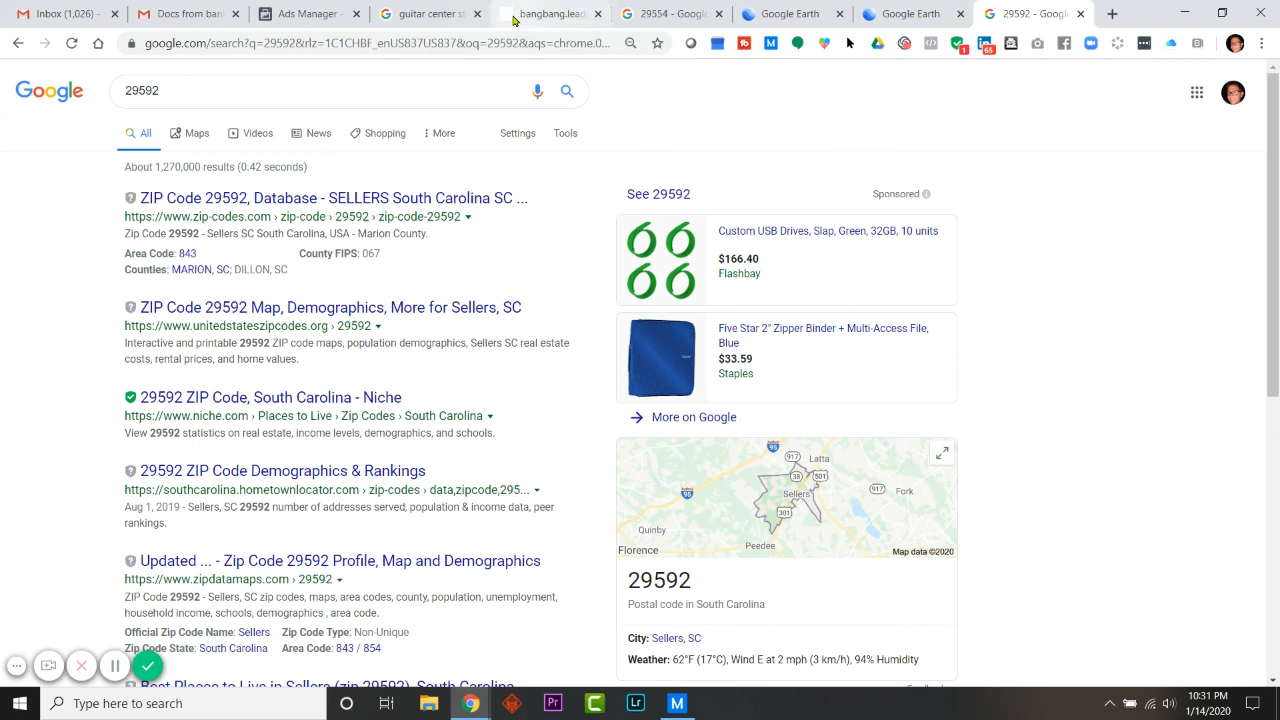 Inbox (1,036) -
Docs from ban
Ads Manager -
guitar center st
bangbang.lead
29554 - Google
Google Earth
Google Earth
29592 - Goog
google.com/search?q=29592&rlz=1C1CHBF_enUS837US837&oq=29592&aqs=chrome.0...
Google
29592
All
Maps
Videos
News
Shopping
More
Settings
Tools
About 1,270,000 results (0.42 seconds)
ZIP Code 29592, Database - SELLERS South Carolina SC ...
https://www.zip-codes.com › zip-code › 29592 › zip-code-29592
Zip Code 29592 - Sellers SC South Carolina, USA - Marion County.
Area Code: 843 County FIPS: 067
Counties: MARION, SC; DILLON, SC
ZIP Code 29592 Map, Demographics, More for Sellers, SC
https://www.unitedstateszipcodes.org › 29592
Interactive and printable 29592 ZIP code maps, population demographics, Sellers SC real estate
costs, rental prices, and home values.
29592 ZIP Code, South Carolina - Niche
https://www.niche.com › Places to Live › Zip Codes › South Carolina
View 29592 statistics on real estate, income levels, demographics, and schools.
29592 ZIP Code Demographics & Rankings
https://southcarolina.hometownlocator.com › zip-codes › data,zipcode,295...
Aug 1, 2019 - Sellers, SC 29592 number of addresses served, population & income data, peer
rankings.
Updated ... - Zip Code 29592 Profile, Map and Demographics
https://www.zipdatamaps.com › 29592
ZIP Code 29592 - Sellers, SC zip codes, maps, area codes, county, population, unemployment,
household income, schools, demographics , area code.
Official Zip Code Name: Sellers Zip Code Type: Non-Unique
Zip Code State: South Carolina Area Code: 843 / 854
Best Places to Live in Sellers (zip 29592), South Carolina
See 29592
Sponsored
Custom USB Drives, Slap, Green, 32GB, 10 units
$166.40
Flashbay
Five Star 2" Zipper Binder + Multi-Access File,
Blue
$33.59
Staples
More on Google
95
917
Latta
38
501
95
Sellers
917
Fork
301
Quinby
Peedee
Florence
Map data ©2020
29592
Postal code in South Carolina
City: Sellers, SC
Weather: 62°F (17°C), Wind E at 2 mph (3 km/h), 94% Humidity
Type here to search
Pr
Lr
M
10:31 PM
1/14/2020